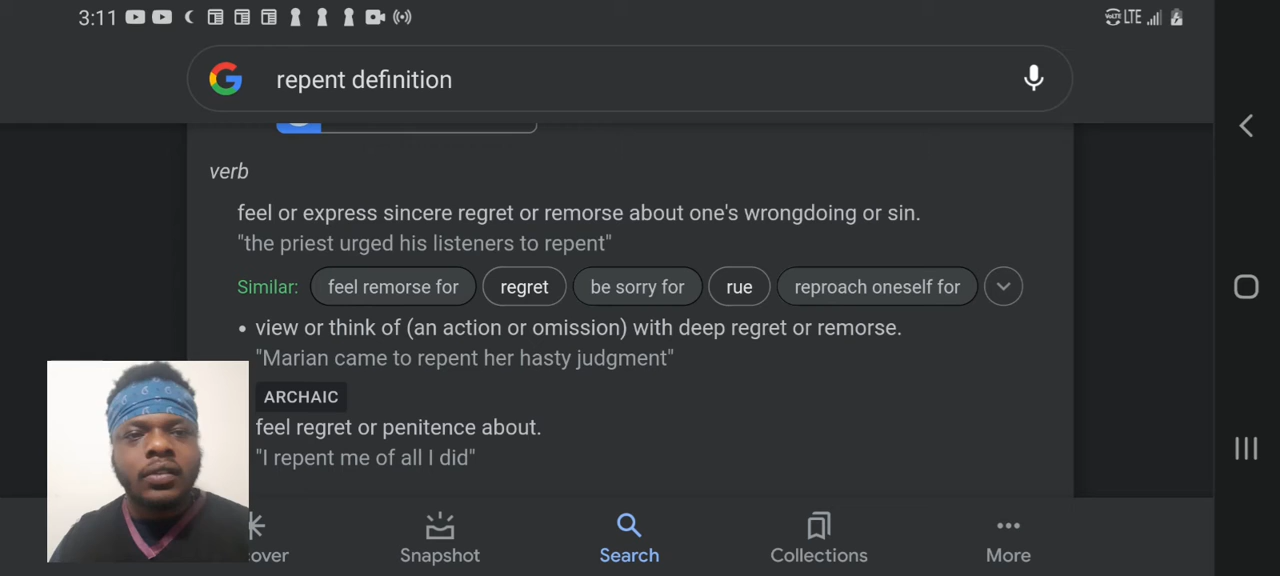 3:11
VoLTE LTE
repent definition
verb
feel or express sincere regret or remorse about one's wrongdoing or sin.
"the priest urged his listeners to repent"
Similar: feel remorse for regret be sorry for rue reproach oneself for
• view or think of (an action or omission) with deep regret or remorse.
"Marian came to repent her hasty judgment"
ARCHAIC
feel regret or penitence about.
"I repent me of all I did"
over Snapshot Search Collections More